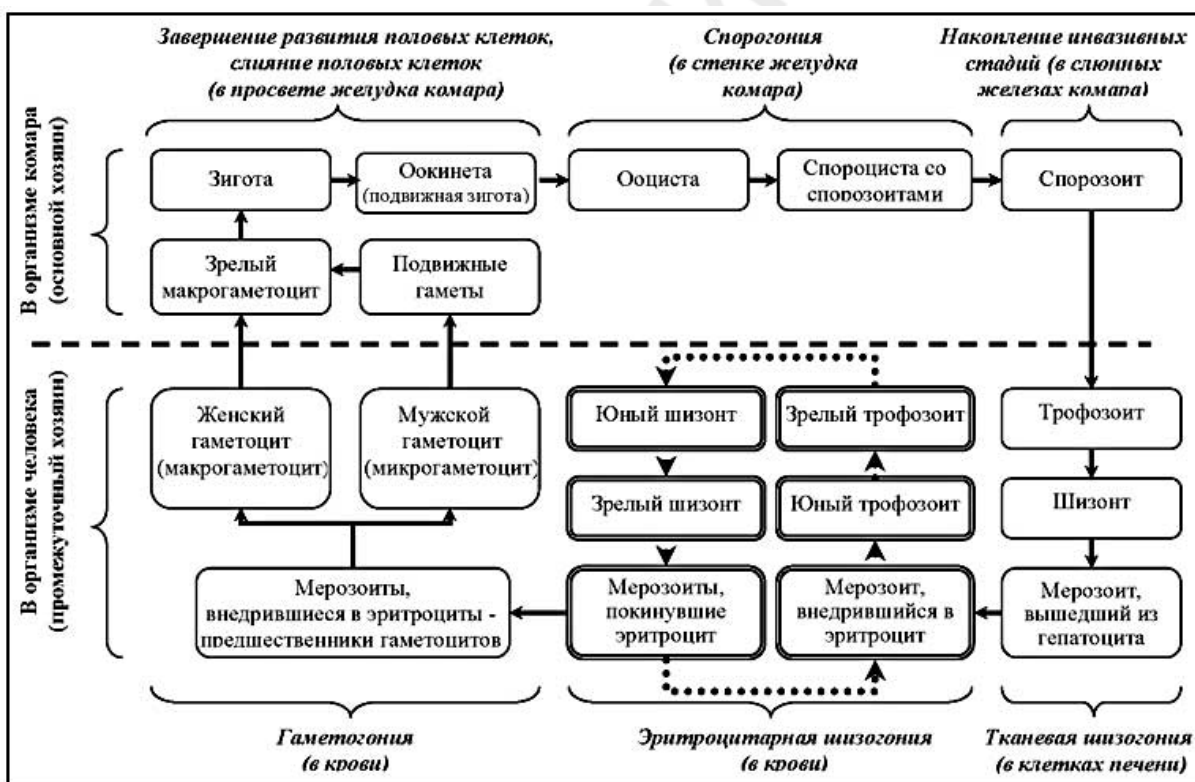 Завершение развития половых клеток,
слияние половых клеток
(в просвете желудка комара)
Спорогония
(в стенке желудка
комара)
Накопление инвазивных
стадий (в слюнных
железах комара)
В организме комара
(основной хозяин)
Зигота
Оокинета
(подвижная зигота)
Ооциста
Спороциста со
спорозоитами
Спорозоит
Зрелый
макрогаметоцит
Подвижные
гаметы
В организме человека
(промежуточный хозяин)
Женский
гаметоцит
(макрогаметоцит)
Мужской
гаметоцит
(микрогаметоцит)
Юный шизонт
Зрелый трофозоит
Трофозоит
Зрелый шизонт
Юный трофозоит
Шизонт
Мерозоиты,
внедрившиеся в эритроциты -
предшественники гаметоцитов
Мерозоиты,
покинувшие
эритроцит
Мерозоит,
внедрившийся в
эритроцит
Мерозоит,
вышедший из
гепатоцита
Гаметогония
(в крови)
Эритроцитарная шизогония
(в крови)
Тканевая шизогония
(в клетках печени)